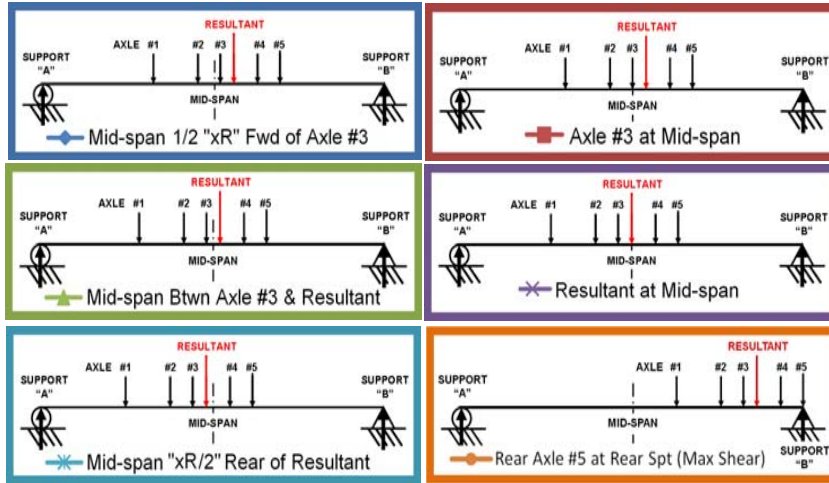 RESULTANT
AXLE #1 #2 #3 #4 #5
SUPPORT "A"
SUPPORT "B"
MID-SPAN
Mid-span 1/2 "xR" Fwd of Axle #3
RESULTANT
AXLE #1 #2 #3 #4 #5
SUPPORT "A"
SUPPORT "B"
MID-SPAN
Axle #3 at Mid-span
RESULTANT
AXLE #1 #2 #3 #4 #5
SUPPORT "A"
SUPPORT "B"
MID-SPAN
Mid-span Btwn Axle #3 & Resultant
RESULTANT
AXLE #1 #2 #3 #4 #5
SUPPORT "A"
SUPPORT "B"
MID-SPAN
Resultant at Mid-span
RESULTANT
AXLE #1 #2 #3 #4 #5
SUPPORT "A"
SUPPORT "B"
MID-SPAN
Mid-span "xR/2" Rear of Resultant
RESULTANT
AXLE #1 #2 #3 #4 #5
SUPPORT "A"
MID-SPAN
SUPPORT "B"
Rear Axle #5 at Rear Spt (Max Shear)